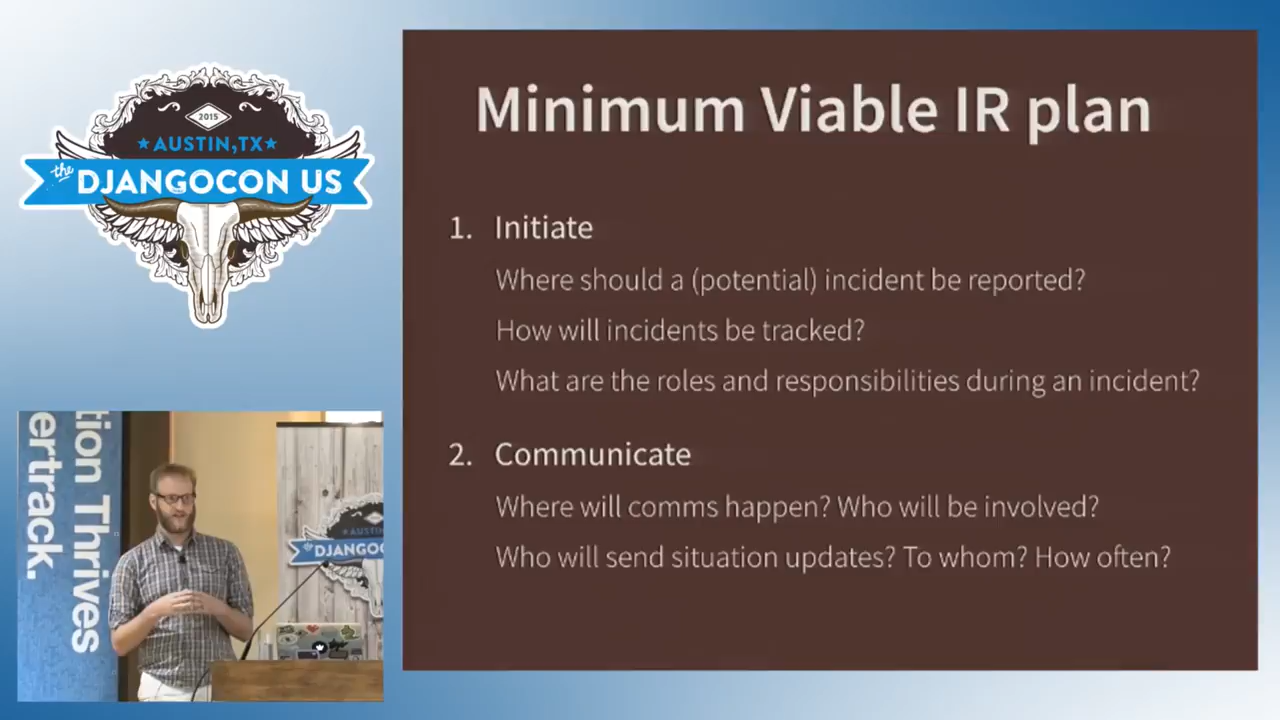 2015
AUSTIN, TX
the
DJANGOCON US
Minimum Viable IR plan
1. Initiate
Where should a (potential) incident be reported?
How will incidents be tracked?
What are the roles and responsibilities during an incident?
2. Communicate
Where will comms happen? Who will be involved?
Who will send situation updates? To whom? How often?
tion Thrives
ertrack.
AUSTIN
DJANGOC